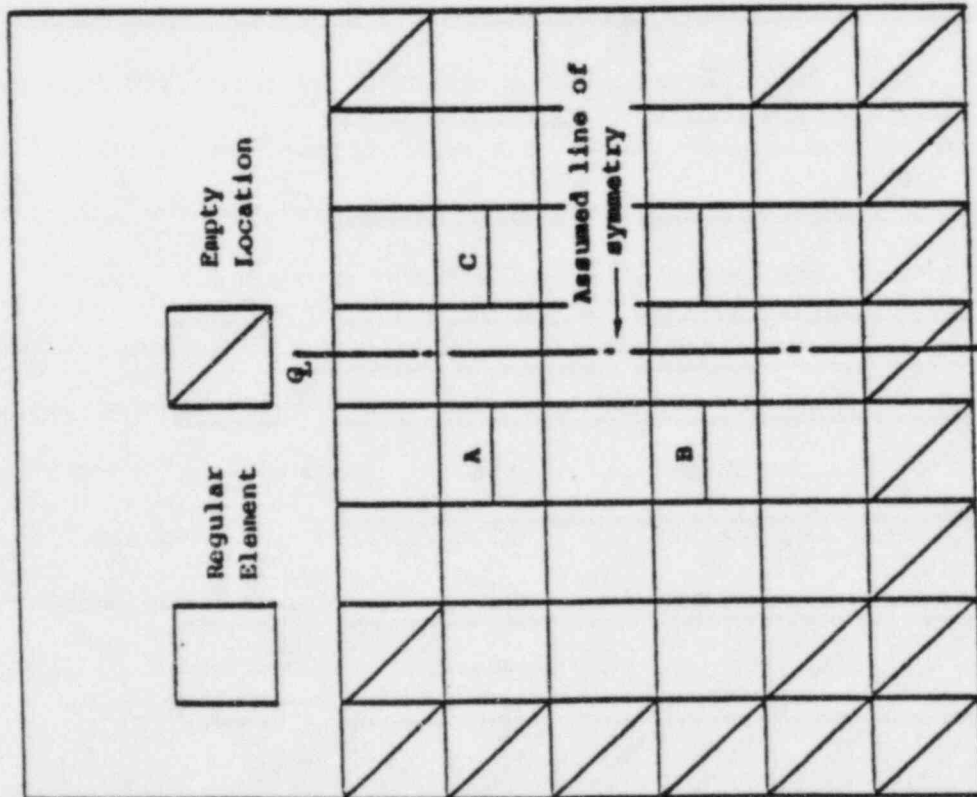 Regular
Element
Empty
Location
℄
A
B
C
Assumed line of
symmetry